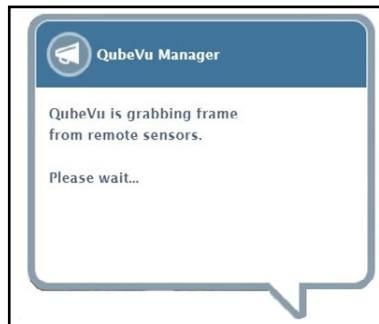 QubeVu Manager
QubeVu is grabbing frame
from remote sensors.
Please wait...